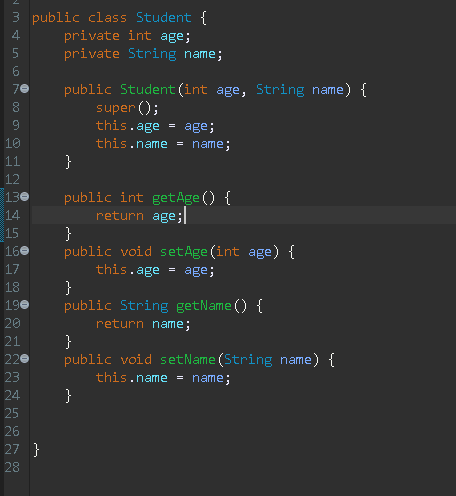 3 public class Student {
4     private int age;
5     private String name;
6
7     public Student(int age, String name) {
8         super();
9         this.age = age;
10         this.name = name;
11     }
12
13     public int getAge() {
14         return age;
15     }
16     public void setAge(int age) {
17         this.age = age;
18     }
19     public String getName() {
20         return name;
21     }
22     public void setName(String name) {
23         this.name = name;
24     }
25
26
27 }
28